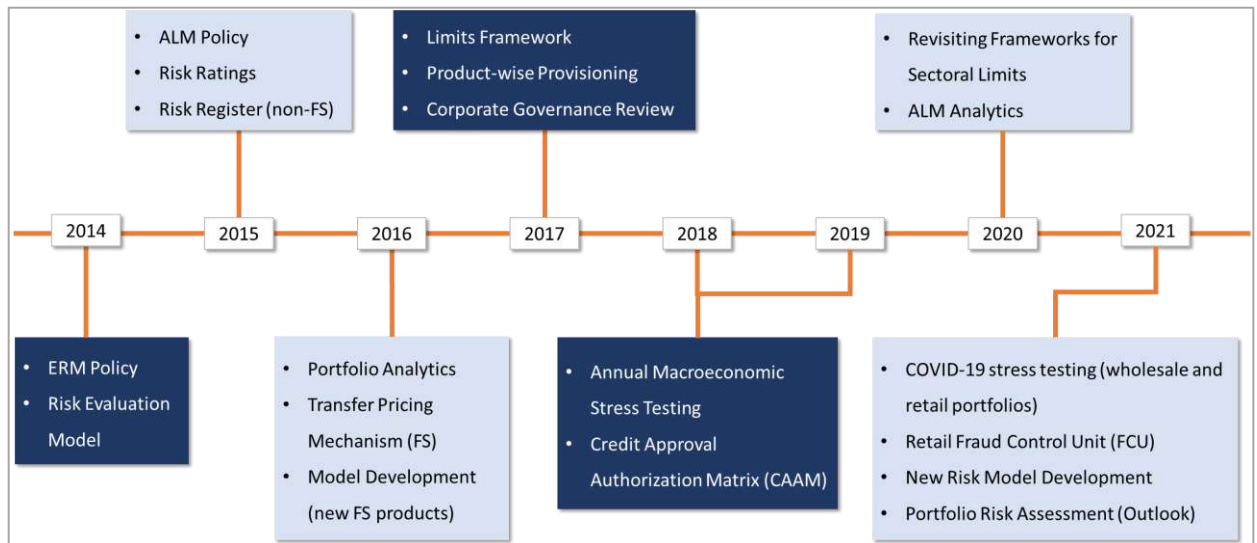 • ALM Policy
• Risk Ratings
• Risk Register (non-FS)
• Limits Framework
• Product-wise Provisioning
• Corporate Governance Review
• Revisiting Frameworks for
Sectoral Limits
• ALM Analytics
2014
2015
2016
2017
2018
2019
2020
2021
• ERM Policy
• Risk Evaluation
Model
• Portfolio Analytics
• Transfer Pricing
Mechanism (FS)
• Model Development
(new FS products)
• Annual Macroeconomic
Stress Testing
• Credit Approval
Authorization Matrix (CAAM)
• COVID-19 stress testing (wholesale and
retail portfolios)
• Retail Fraud Control Unit (FCU)
• New Risk Model Development
• Portfolio Risk Assessment (Outlook)